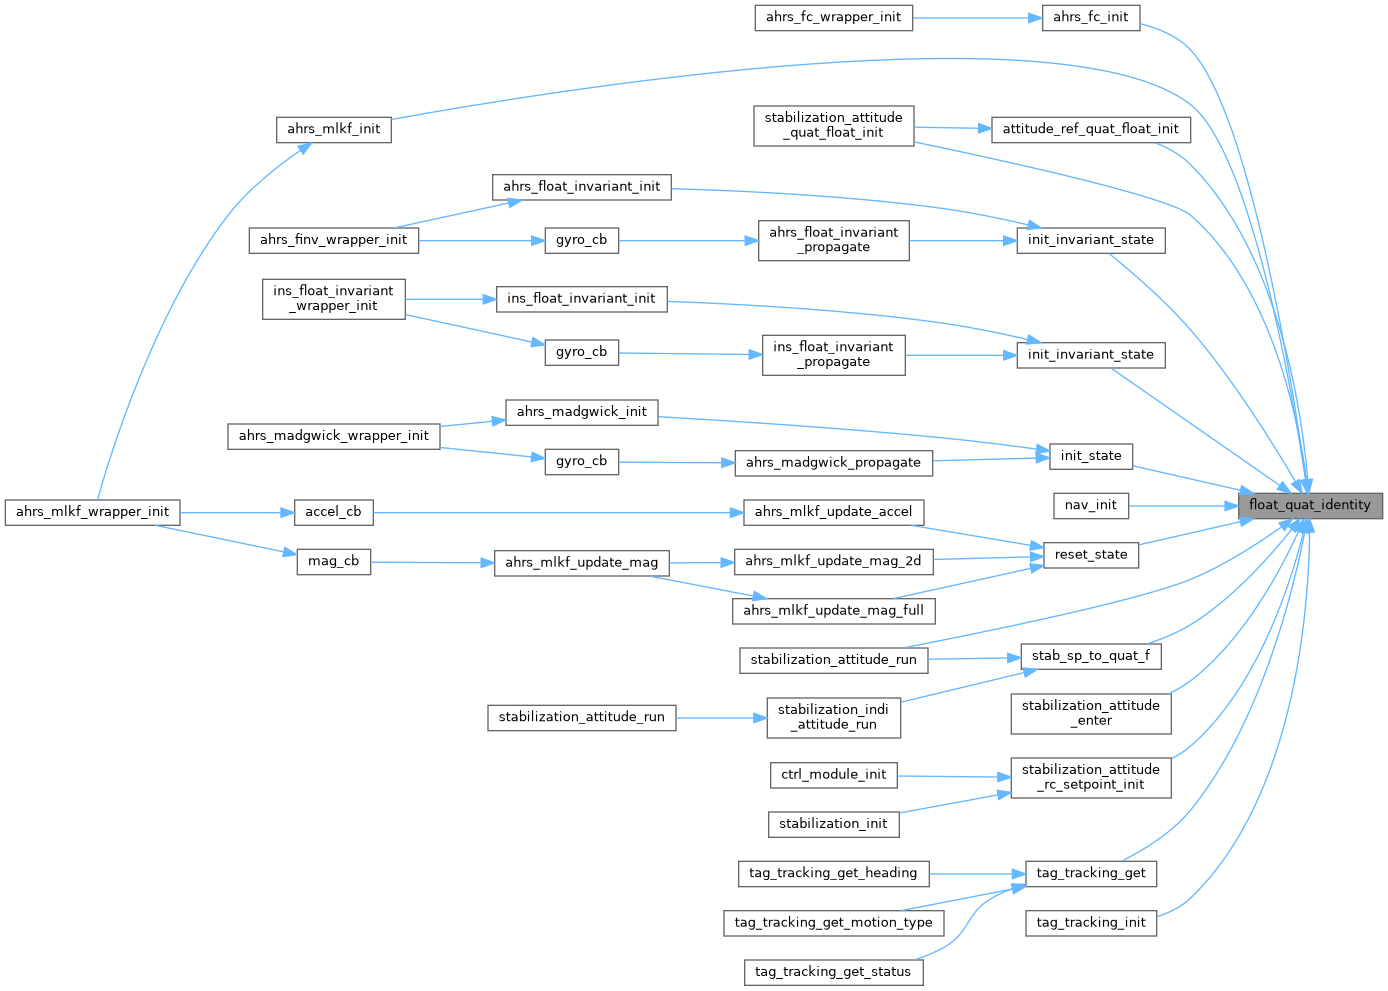 ahrs_fc_wrapper_init
ahrs_fc_init
ahrs_mlkf_init
stabilization_attitude
_quat_float_init
attitude_ref_quat_float_init
ahrs_float_invariant_init
ahrs_finv_wrapper_init
gyro_cb
ahrs_float_invariant
_propagate
init_invariant_state
ins_float_invariant
_wrapper_init
ins_float_invariant_init
gyro_cb
ins_float_invariant
_propagate
init_invariant_state
ahrs_madgwick_init
ahrs_madgwick_wrapper_init
gyro_cb
ahrs_madgwick_propagate
init_state
float_quat_identity
nav_init
ahrs_mlkf_wrapper_init
accel_cb
ahrs_mlkf_update_accel
mag_cb
ahrs_mlkf_update_mag
ahrs_mlkf_update_mag_2d
reset_state
ahrs_mlkf_update_mag_full
stabilization_attitude_run
stab_sp_to_quat_f
stabilization_attitude_run
stabilization_indi
_attitude_run
stabilization_attitude
_enter
ctrl_module_init
stabilization_attitude
_rc_setpoint_init
stabilization_init
tag_tracking_get_heading
tag_tracking_get
tag_tracking_get_motion_type
tag_tracking_init
tag_tracking_get_status